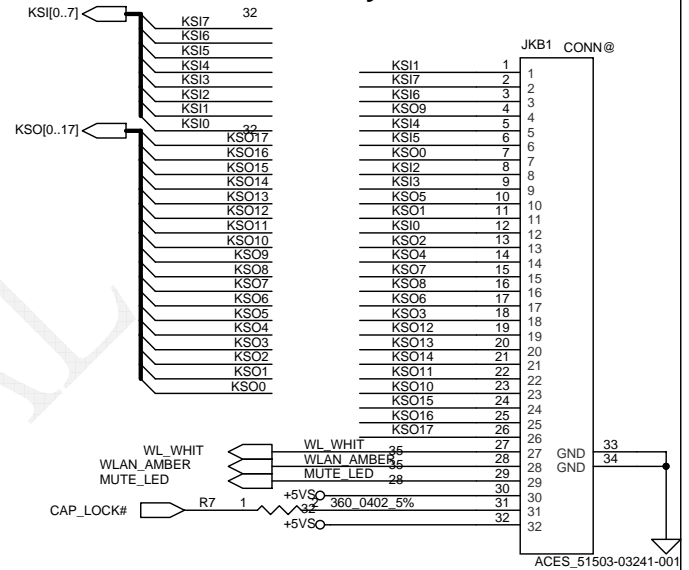 KSI[0..7] 32
KSI7
KSI6
KSI5
KSI4
KSI3
KSI2
KSI1
KSI0
KSO[0..17] 32
KSO17
KSO16
KSO15
KSO14
KSO13
KSO12
KSO11
KSO10
KSO9
KSO8
KSO7
KSO6
KSO5
KSO4
KSO3
KSO2
KSO1
KSO0
JKB1 CONN@
KSI1 1 1
KSI7 2 2
KSI6 3 3
KSO9 4 4
KSI4 5 5
KSI5 6 6
KSO0 7 7
KSI2 8 8
KSI3 9 9
KSO5 10 10
KSO1 11 11
KSI0 12 12
KSO2 13 13
KSO4 14 14
KSO7 15 15
KSO8 16 16
KSO6 17 17
KSO3 18 18
KSO12 19 19
KSO13 20 20
KSO14 21 21
KSO11 22 22
KSO10 23 23
KSO15 24 24
KSO16 25 25
KSO17 26 26
WL_WHIT WL_WHIT 35 27 27 GND 33
WLAN_AMBER WLAN_AMBER 35 28 28 GND 34
MUTE_LED MUTE_LED 28 29 29
+5VS 30 30
CAP_LOCK# R7 1 2 32 360_0402_5% 31 31
+5VS 32 32
ACES_51503-03241-001